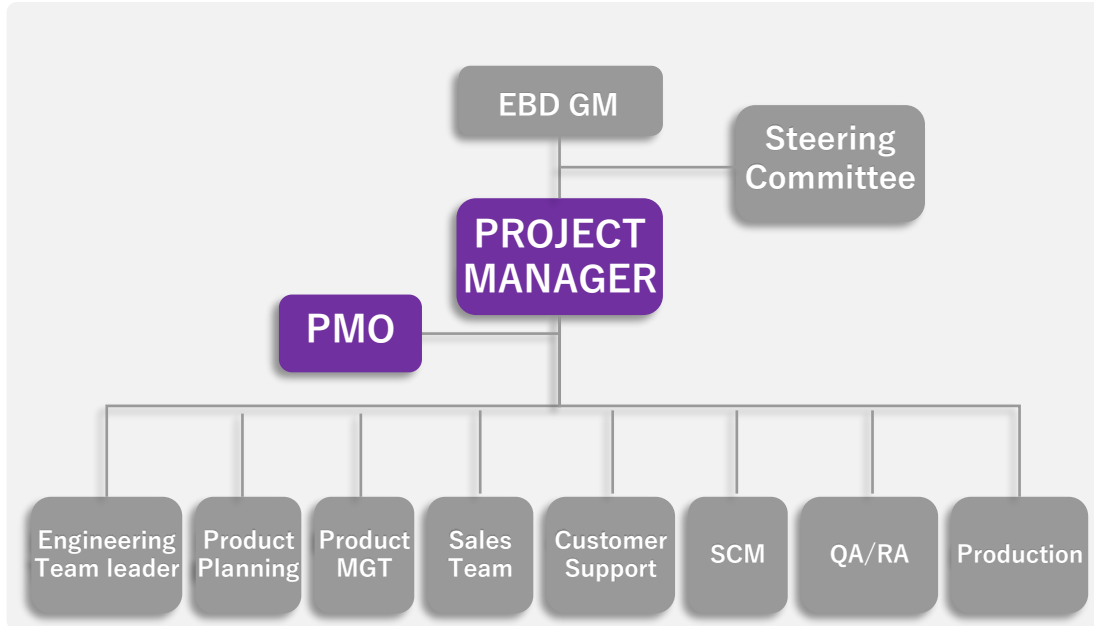 EBD GM
Steering
Committee
PROJECT
MANAGER
PMO
Engineering
Team leader
Product
Planning
Product
MGT
Sales
Team
Customer
Support
SCM
QA/RA
Production